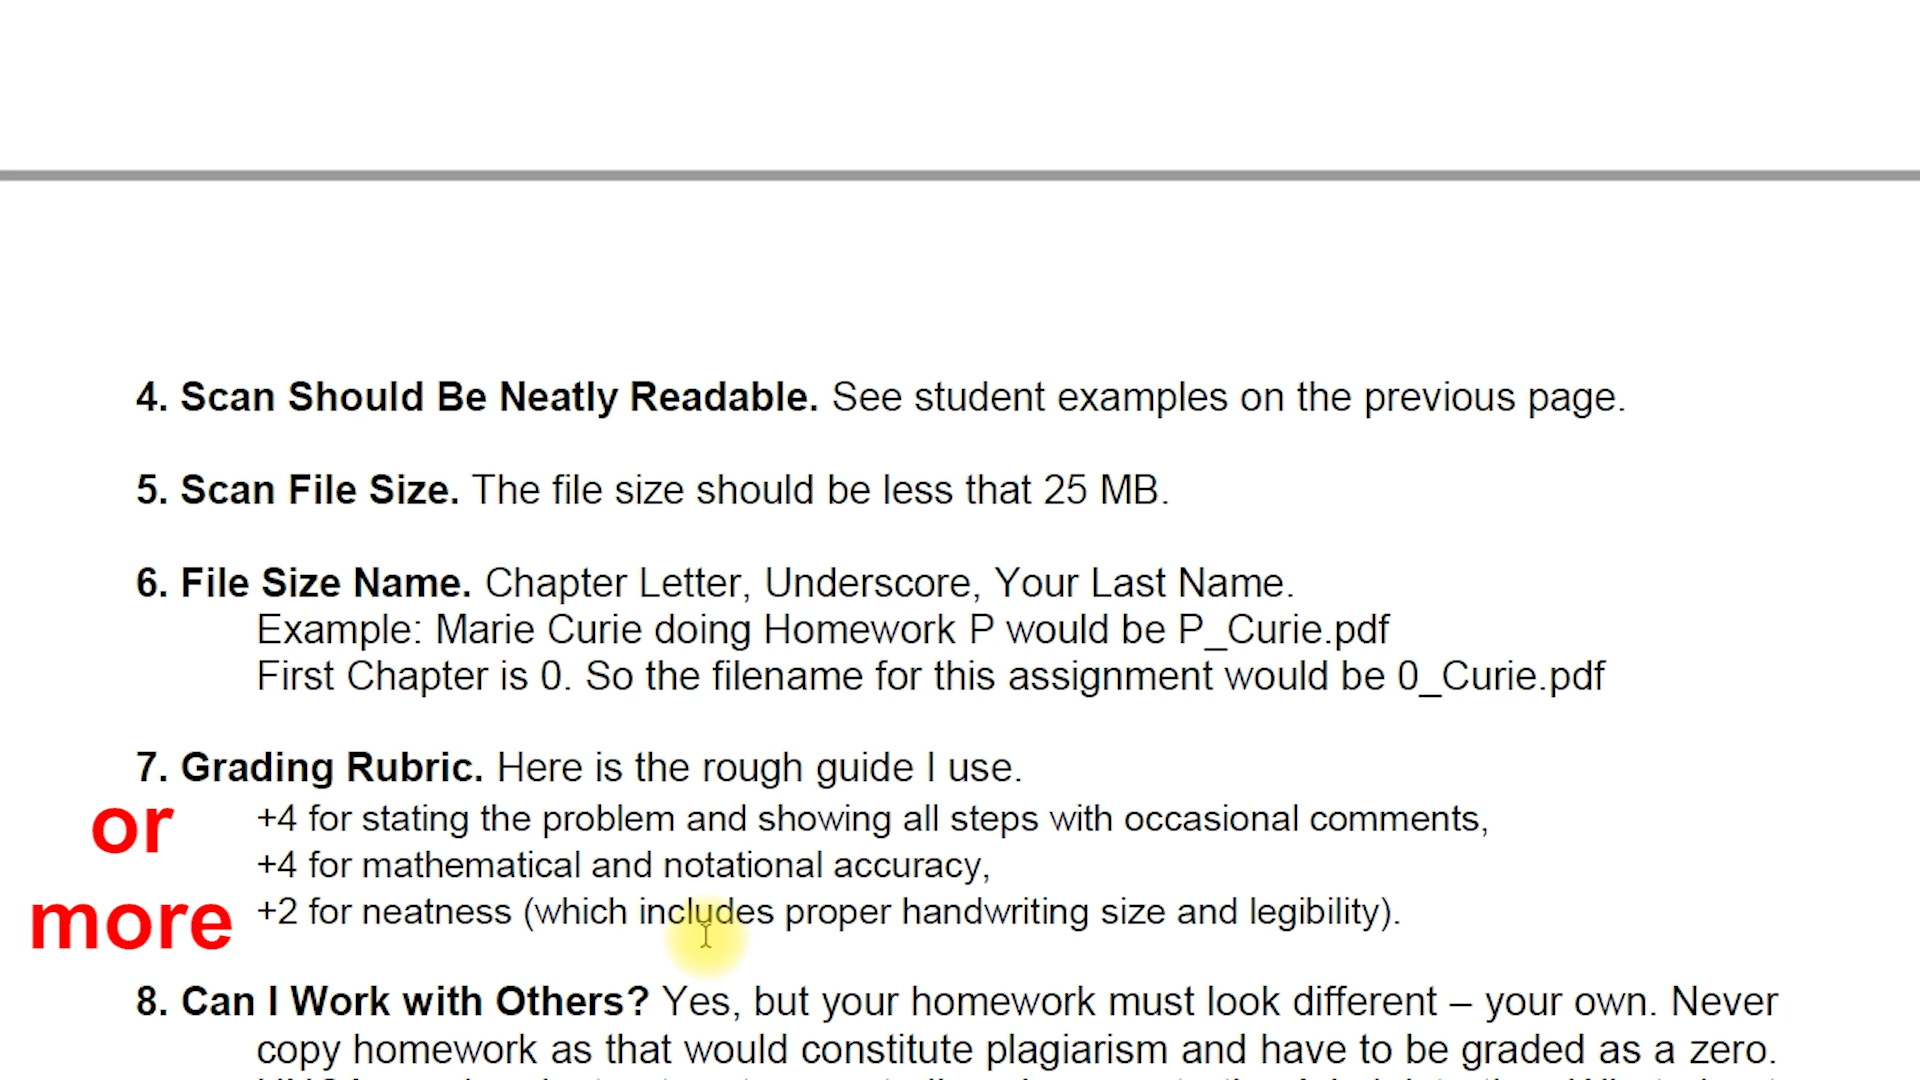 4. Scan Should Be Neatly Readable. See student examples on the previous page.
5. Scan File Size. The file size should be less that 25 MB.
6. File Size Name. Chapter Letter, Underscore, Your Last Name.
Example: Marie Curie doing Homework P would be P_Curie.pdf
First Chapter is 0. So the filename for this assignment would be 0_Curie.pdf
7. Grading Rubric. Here is the rough guide I use.
or
+4 for stating the problem and showing all steps with occasional comments,
+4 for mathematical and notational accuracy,
more
+2 for neatness (which includes proper handwriting size and legibility).
8. Can I Work with Others? Yes, but your homework must look different – your own. Never
copy homework as that would constitute plagiarism and have to be graded as a zero.